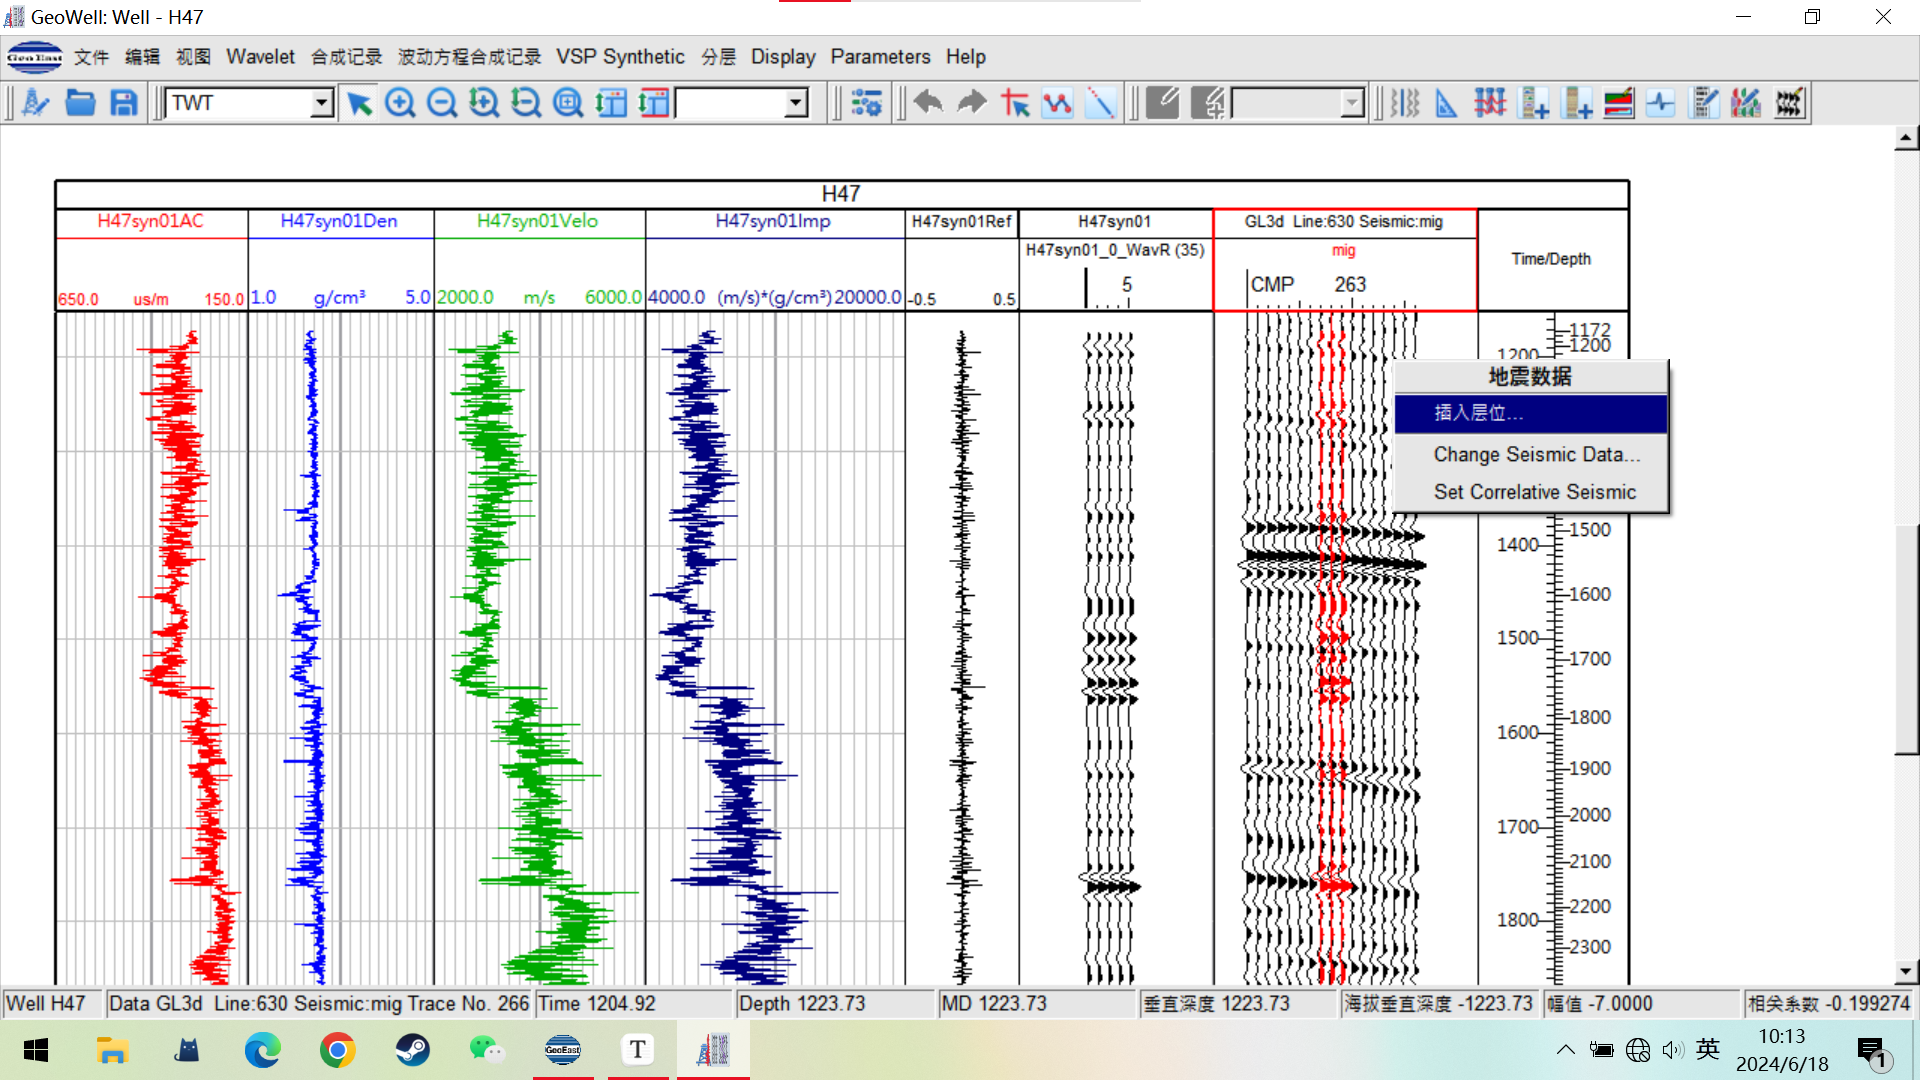 GeoWell: Well - H47
GeoEast 文件 编辑 视图 Wavelet 合成记录 波动方程合成记录 VSP Synthetic 分层 Display Parameters Help
TWT
H47
H47syn01AC H47syn01Den H47syn01Velo H47syn01Imp H47syn01Ref H47syn01 GL3d Line:630 Seismic:mig
H47syn01_0_WavR (35) mig Time/Depth
5 CMP 263
650.0 us/m 150.0 1.0 g/cm³ 5.0 2000.0 m/s 6000.0 4000.0 (m/s)*(g/cm³) 20000.0 -0.5 0.5
1172
1200 1200
地震数据
插入层位...
Change Seismic Data...
Set Correlative Seismic
1500
1400
1600
1500
1700
1800
1600
1900
2000
1700
2100
2200
1800
2300
Well H47 Data GL3d Line:630 Seismic:mig Trace No. 266 Time 1204.92 Depth 1223.73 MD 1223.73 垂直深度 1223.73 海拔垂直深度 -1223.73 幅值 -7.0000 相关系数 -0.199274
GeoEast T 英 10:13
2024/6/18 1